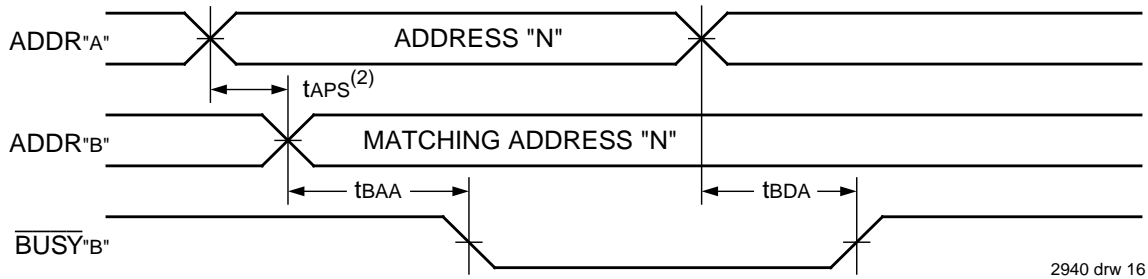 ADDR"A" ADDRESS "N"
tAPS(2)
ADDR"B" MATCHING ADDRESS "N"
tBAA tBDA
BUSY"B"
2940 drw 16